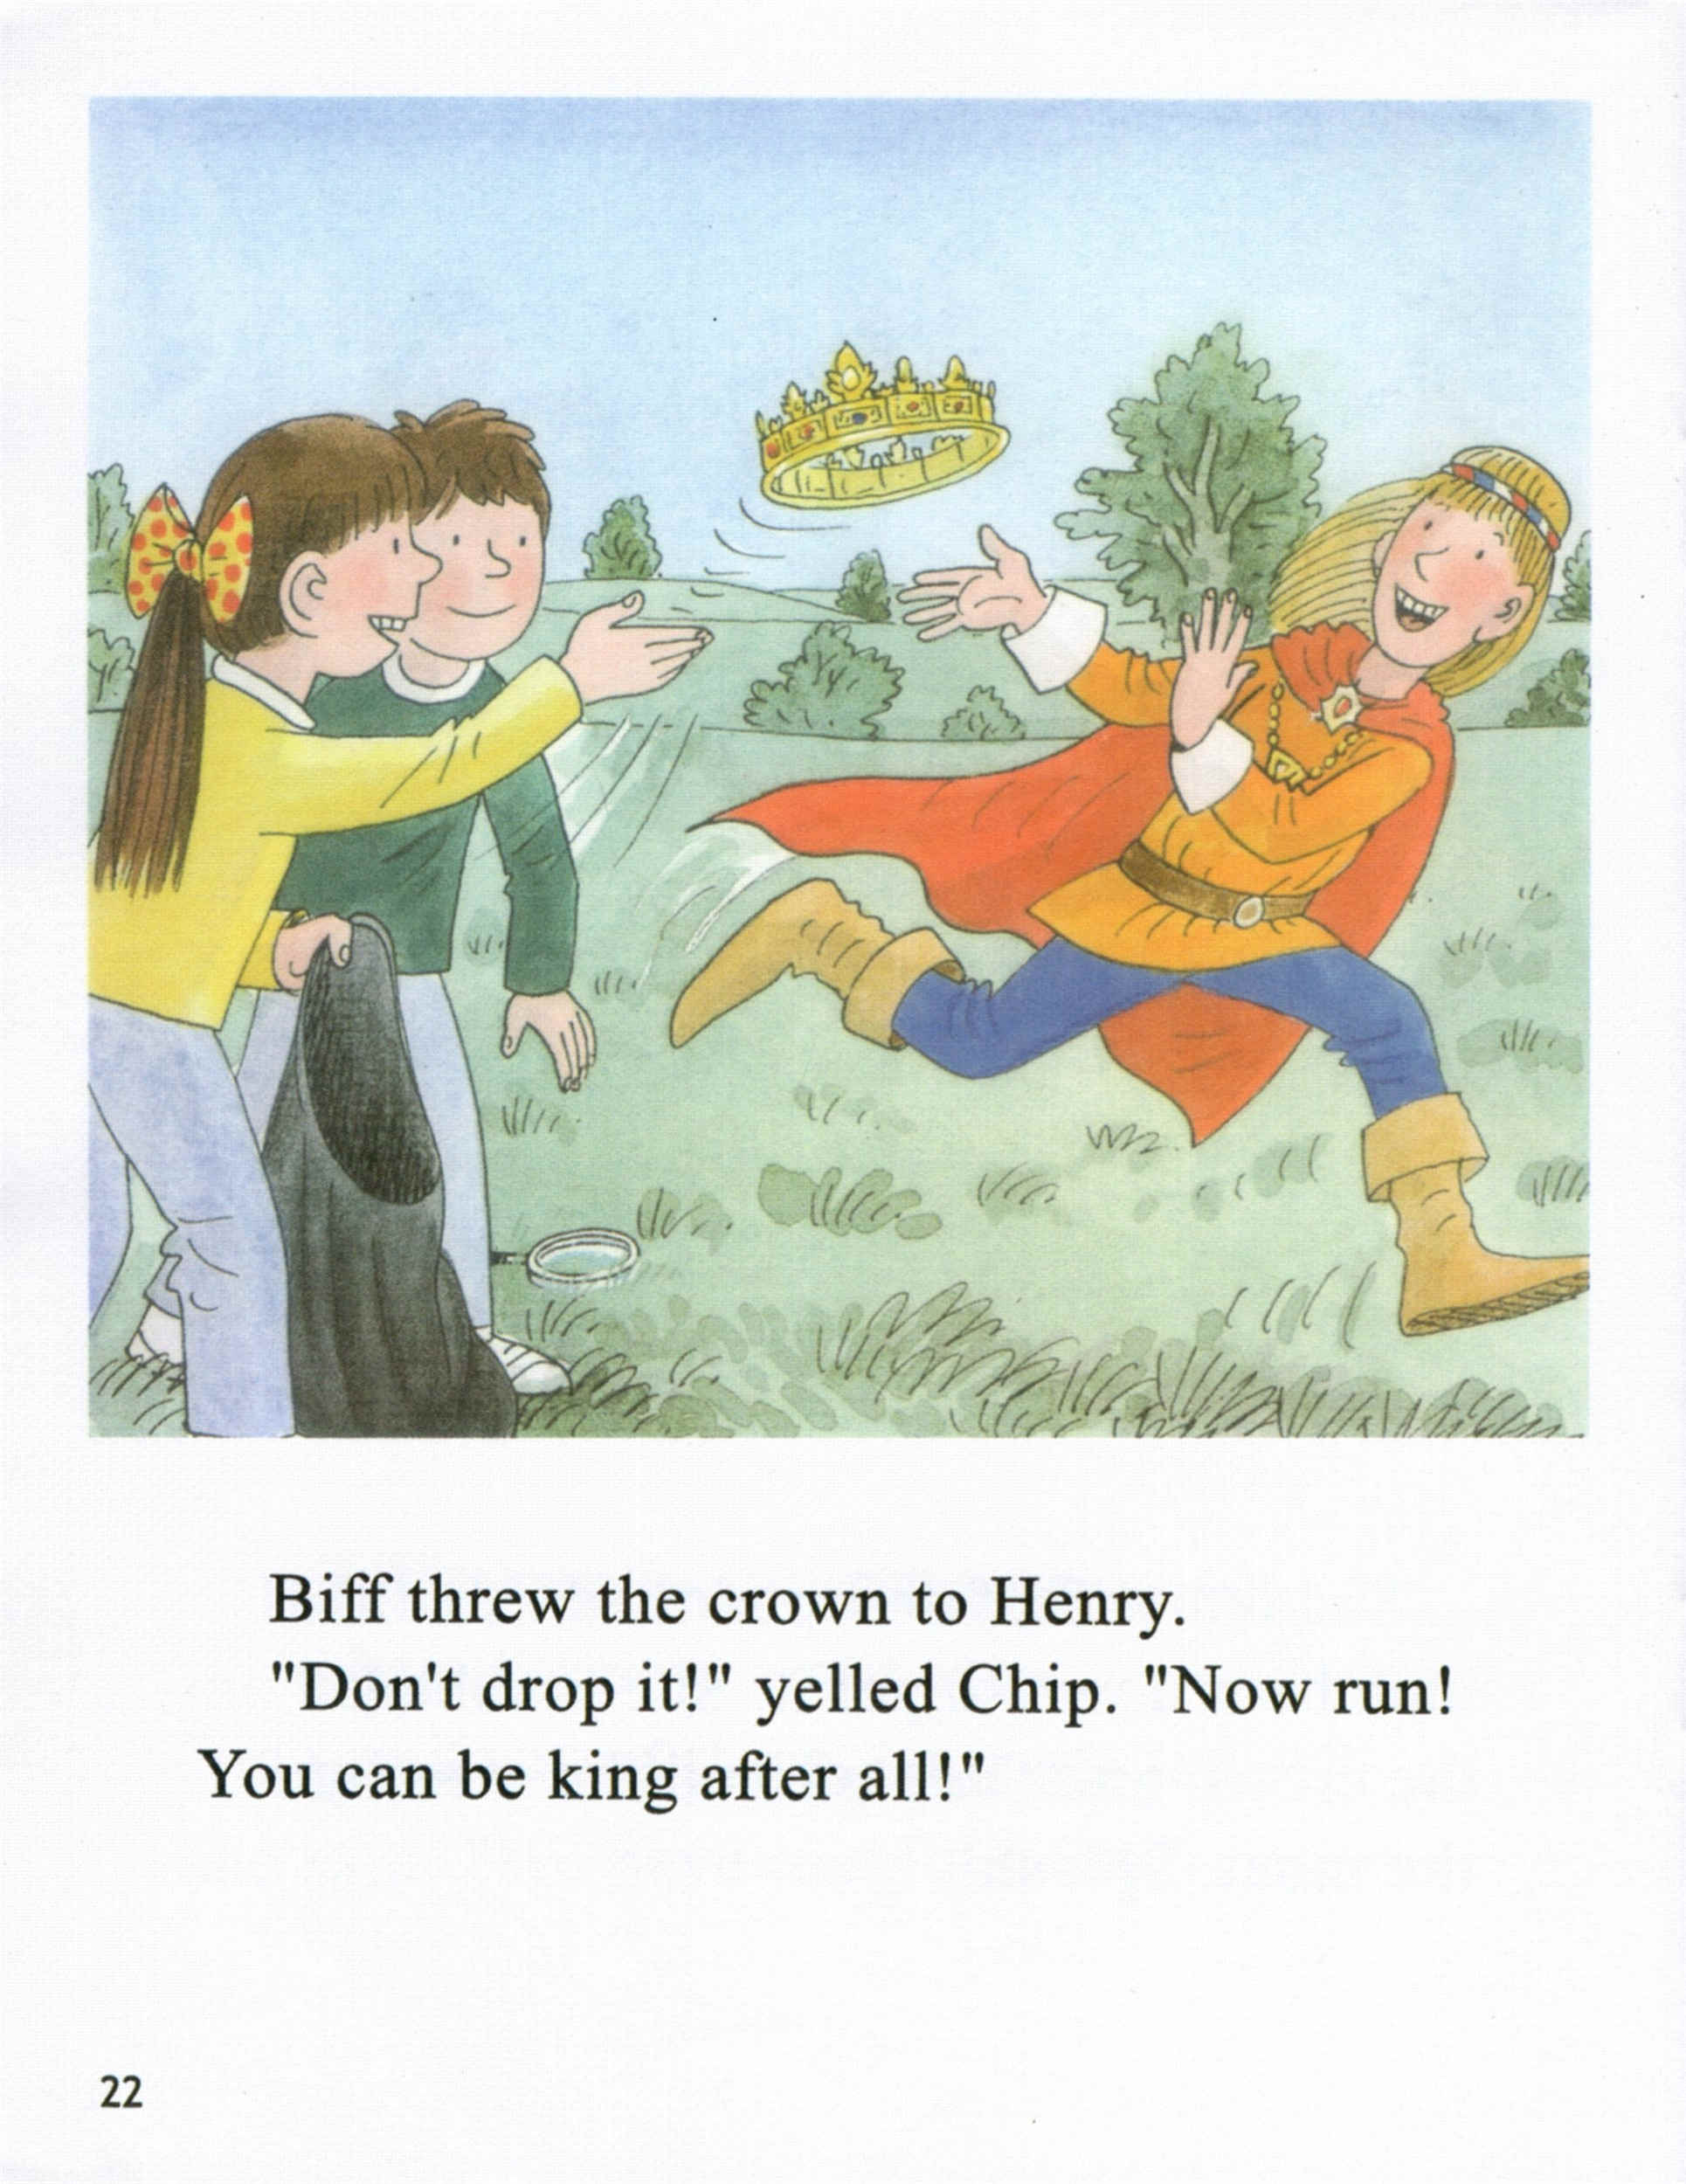 Biff threw the crown to Henry.
"Don't drop it!" yelled Chip. "Now run!
You can be king after all!"
22